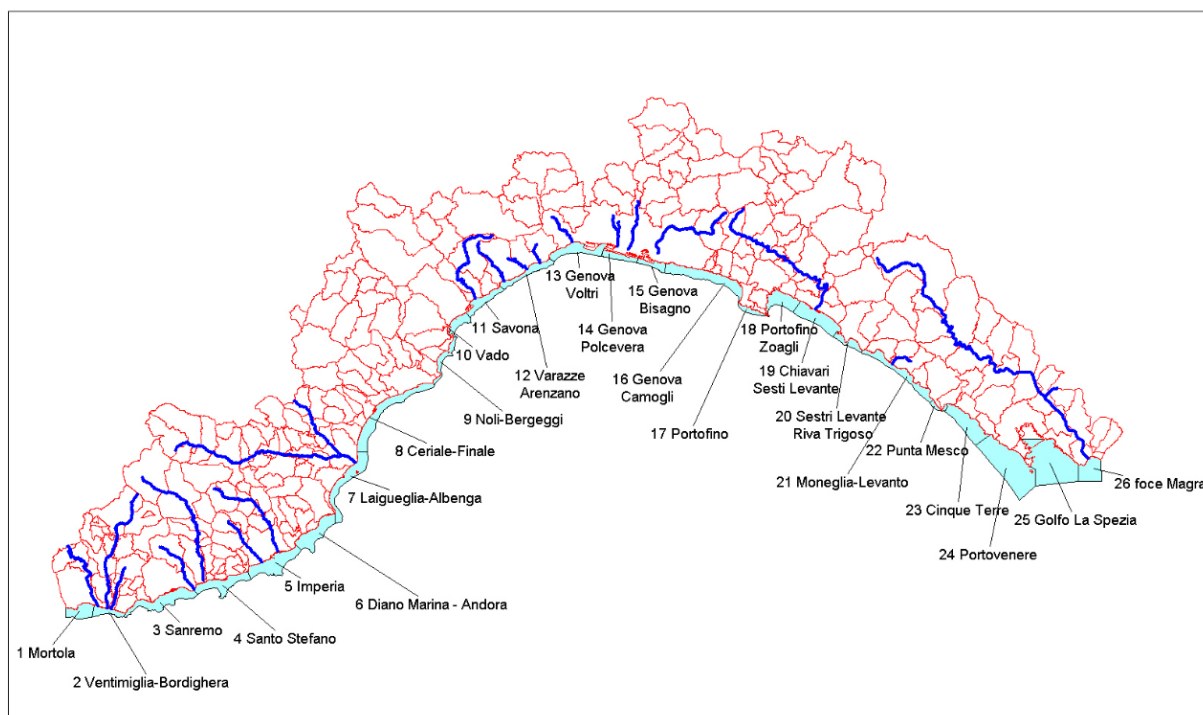 1 Mortola
2 Ventimiglia-Bordighera
3 Sanremo
4 Santo Stefano
5 Imperia
6 Diano Marina - Andora
7 Laigueglia-Albenga
8 Ceriale-Finale
9 Noli-Bergeggi
10 Vado
11 Savona
12 Varazze
Arenzano
13 Genova
Voltri
14 Genova
Polcevera
15 Genova
Bisagno
16 Genova
Camogli
17 Portofino
18 Portofino
Zoagli
19 Chiavari
Sesti Levante
20 Sestri Levante
Riva Trigoso
21 Moneglia-Levanto
22 Punta Mesco
23 Cinque Terre
24 Portovenere
25 Golfo La Spezia
26 foce Magra